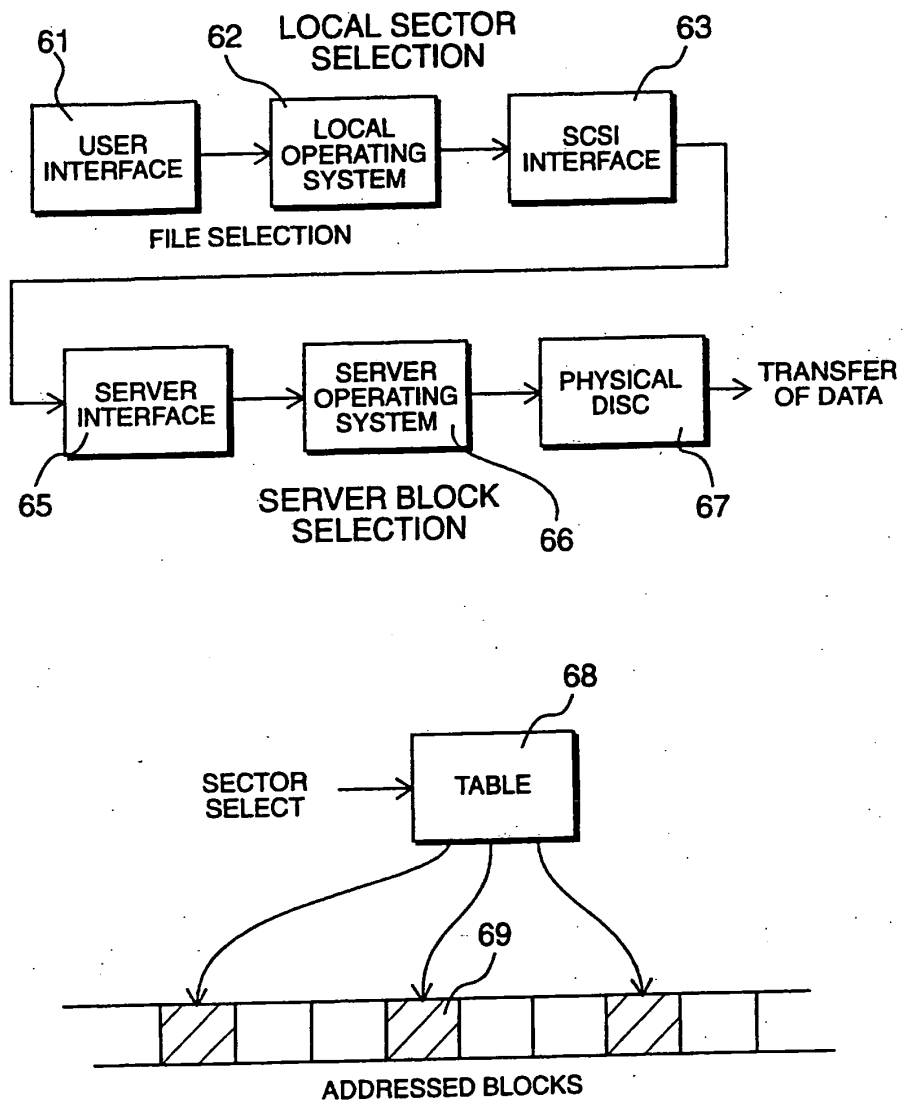 61
62
LOCAL SECTOR
SELECTION
63
USER
INTERFACE
LOCAL
OPERATING
SYSTEM
SCSI
INTERFACE
FILE SELECTION
SERVER
INTERFACE
SERVER
OPERATING
SYSTEM
PHYSICAL
DISC
TRANSFER
OF DATA
65
SERVER BLOCK
SELECTION
66
67
68
SECTOR
SELECT
TABLE
69
ADDRESSED BLOCKS